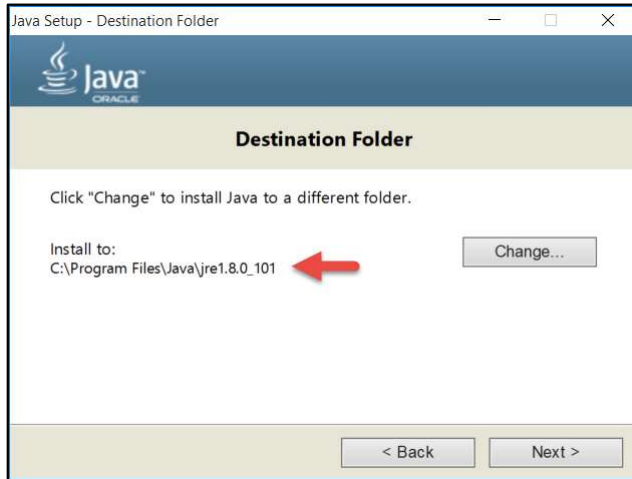 Java Setup - Destination Folder
Java
ORACLE
Destination Folder
Click "Change" to install Java to a different folder.
Install to:
C:\Program Files\Java\jre1.8.0_101
Change...
< Back
Next >